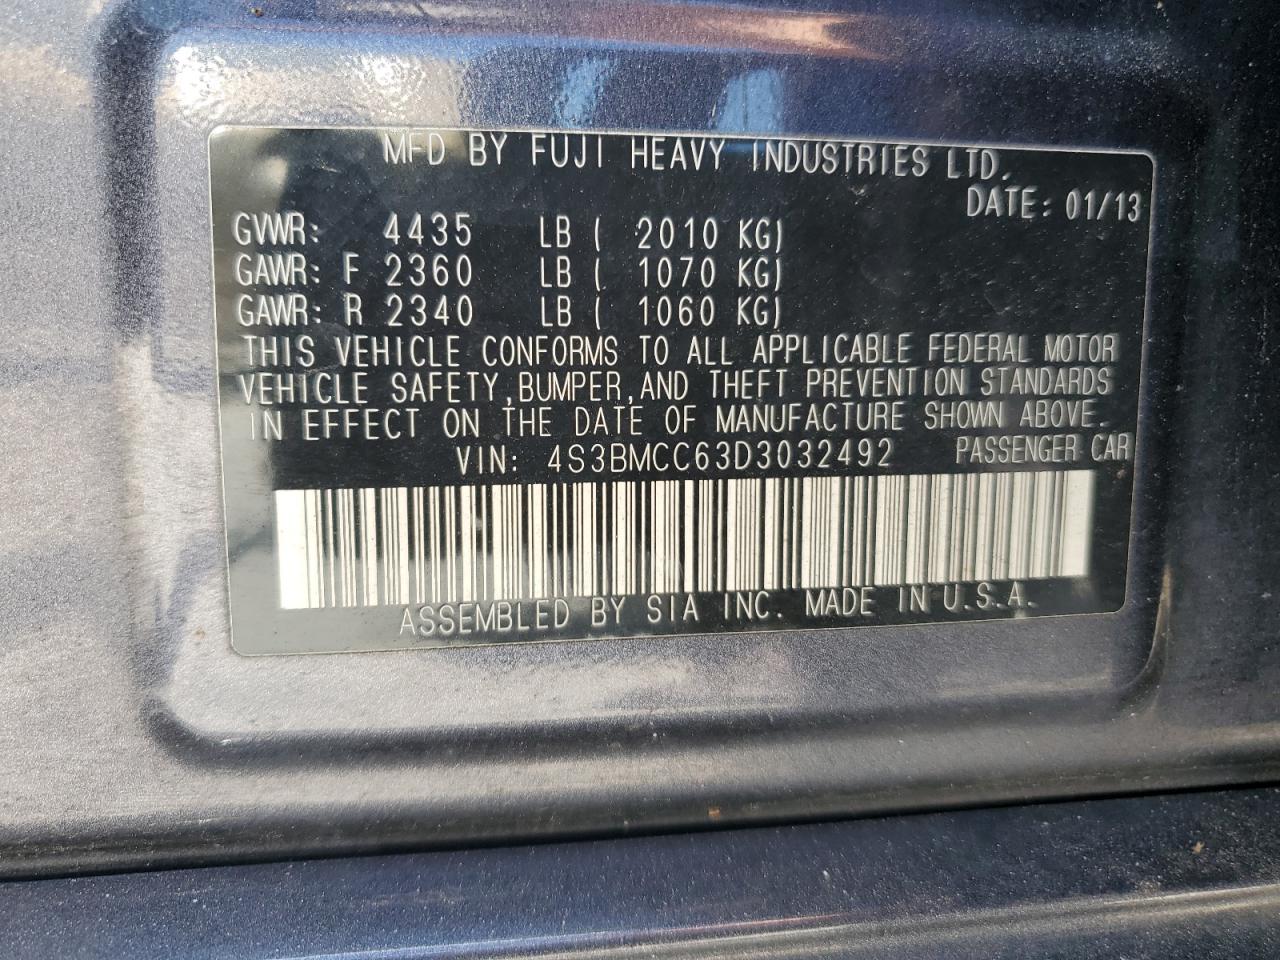 MFD BY FUJI HEAVY INDUSTRIES LTD.
DATE: 01/13
GVWR: 4435 LB ( 2010 KG)
GAWR: F 2360 LB ( 1070 KG)
GAWR: R 2340 LB ( 1060 KG)
THIS VEHICLE CONFORMS TO ALL APPLICABLE FEDERAL MOTOR
VEHICLE SAFETY,BUMPER,AND THEFT PREVENTION STANDARDS
IN EFFECT ON THE DATE OF MANUFACTURE SHOWN ABOVE.
VIN: 4S3BMCC63D3032492 PASSENGER CAR
ASSEMBLED BY SIA INC. MADE IN U.S.A.